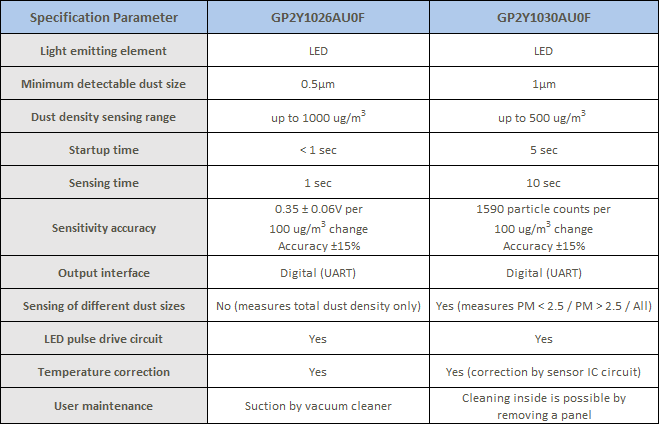 Specification Parameter GP2Y1026AU0F GP2Y1030AU0F
Light emitting element LED LED
Minimum detectable dust size 0.5µm 1µm
Dust density sensing range up to 1000 ug/m³ up to 500 ug/m³
Startup time < 1 sec 5 sec
Sensing time 1 sec 10 sec
Sensitivity accuracy
0.35 ± 0.06V per
100 ug/m³ change
Accuracy ±15%
1590 particle counts per
100 ug/m³ change
Accuracy ±15%
Output interface Digital (UART) Digital (UART)
Sensing of different dust sizes No (measures total dust density only) Yes (measures PM < 2.5 / PM > 2.5 / All)
LED pulse drive circuit Yes Yes
Temperature correction Yes Yes (correction by sensor IC circuit)
User maintenance Suction by vacuum cleaner
Cleaning inside is possible by
removing a panel